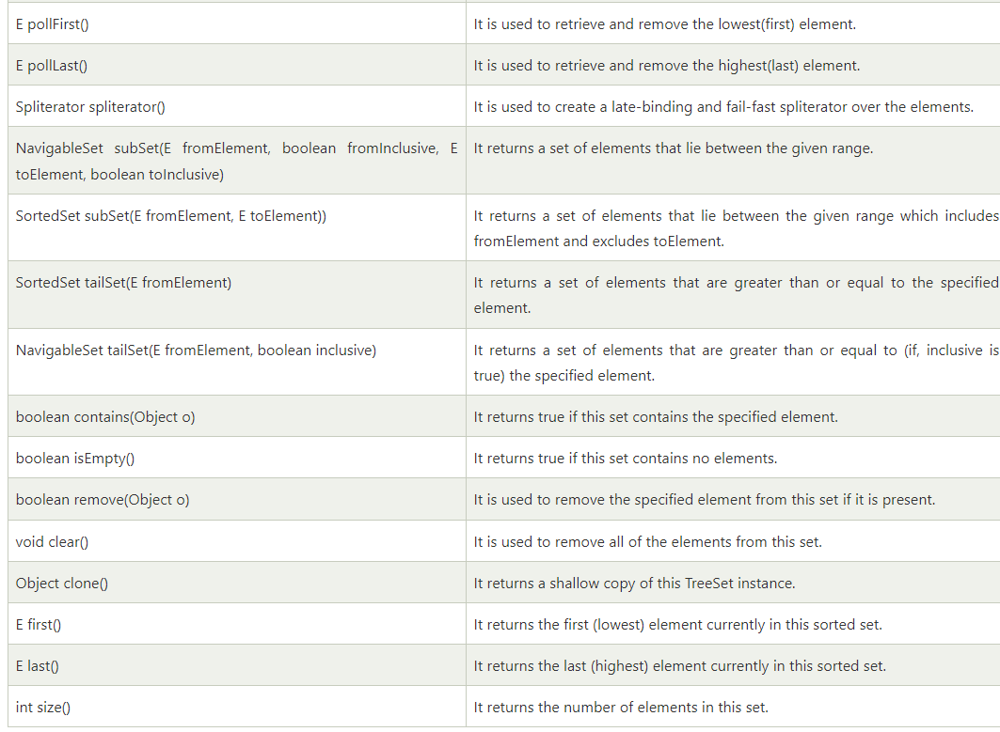 E pollFirst()
It is used to retrieve and remove the lowest(first) element.
E pollLast()
It is used to retrieve and remove the highest(last) element.
Spliterator spliterator()
It is used to create a late-binding and fail-fast spliterator over the elements.
NavigableSet subSet(E fromElement, boolean fromInclusive, E
toElement, boolean toInclusive)
It returns a set of elements that lie between the given range.
SortedSet subSet(E fromElement, E toElement))
It returns a set of elements that lie between the given range which includes
fromElement and excludes toElement.
SortedSet tailSet(E fromElement)
It returns a set of elements that are greater than or equal to the specified
element.
NavigableSet tailSet(E fromElement, boolean inclusive)
It returns a set of elements that are greater than or equal to (if, inclusive is
true) the specified element.
boolean contains(Object o)
It returns true if this set contains the specified element.
boolean isEmpty()
It returns true if this set contains no elements.
boolean remove(Object o)
It is used to remove the specified element from this set if it is present.
void clear()
It is used to remove all of the elements from this set.
Object clone()
It returns a shallow copy of this TreeSet instance.
E first()
It returns the first (lowest) element currently in this sorted set.
E last()
It returns the last (highest) element currently in this sorted set.
int size()
It returns the number of elements in this set.